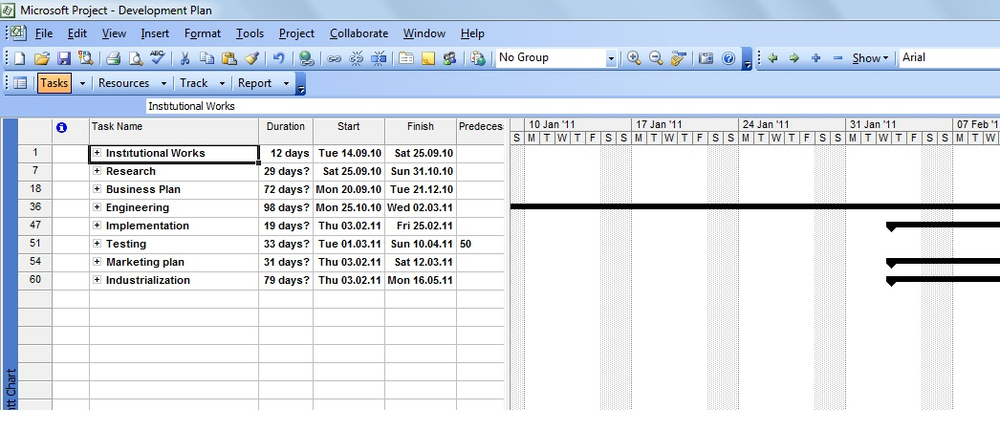 Microsoft Project - Development Plan
File Edit View Insert Format Tools Project Collaborate Window Help
ABC No Group Show Arial
Tasks Resources Track Report
Institutional Works
Task Name Duration Start Finish Predeces 10 Jan '11 17 Jan '11 24 Jan '11 31 Jan '11 07 Feb '1
S M T W T F S S M T W T F S S M T W T F S S M T W T F S S M T W
1 Institutional Works 12 days Tue 14.09.10 Sat 25.09.10
7 Research 29 days? Sat 25.09.10 Sun 31.10.10
18 Business Plan 72 days? Mon 20.09.10 Tue 21.12.10
36 Engineering 98 days? Mon 25.10.10 Wed 02.03.11
47 Implementation 19 days? Thu 03.02.11 Fri 25.02.11
51 Testing 33 days? Tue 01.03.11 Sun 10.04.11 50
54 Marketing plan 31 days? Thu 03.02.11 Sat 12.03.11
60 Industrialization 79 days? Thu 03.02.11 Mon 16.05.11
tt Chart